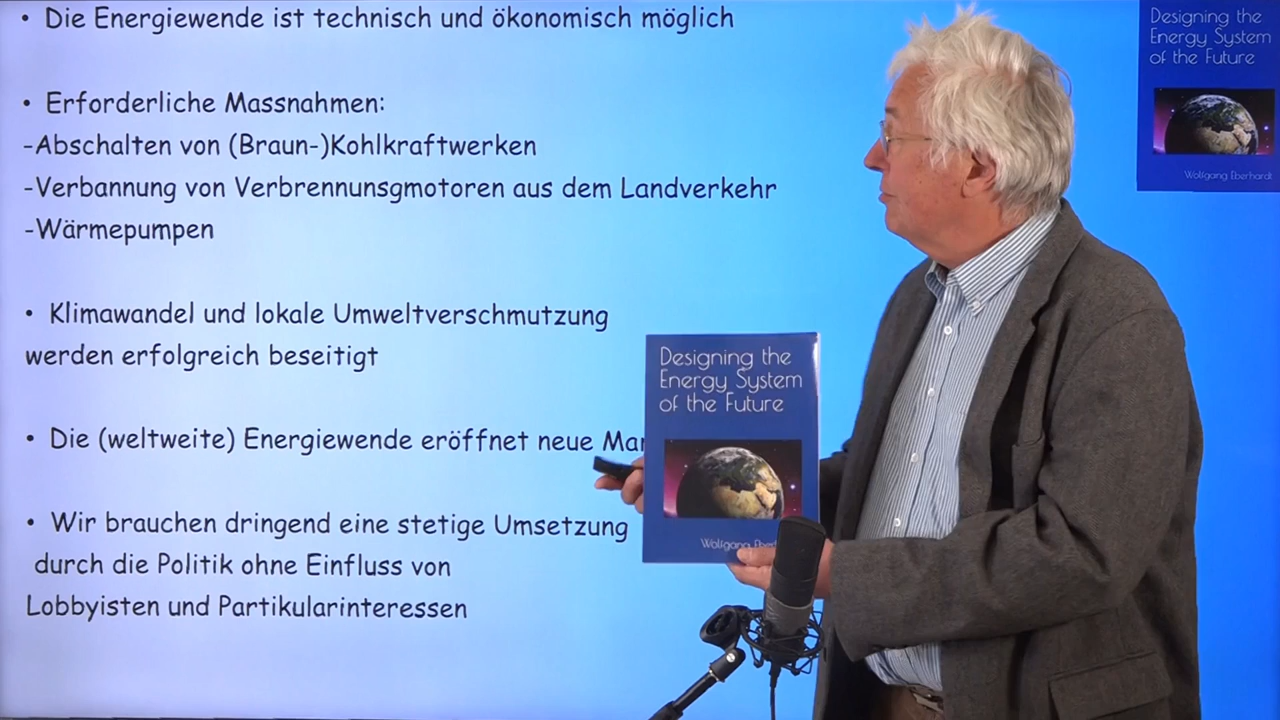 • Die Energiewende ist technisch und ökonomisch möglich
• Erforderliche Massnahmen:
-Abschalten von (Braun-)Kohlkraftwerken
-Verbannung von Verbrennunsgmotoren aus dem Landverkehr
-Wärmepumpen
• Klimawandel und lokale Umweltverschmutzung
werden erfolgreich beseitigt
• Die (weltweite) Energiewende eröffnet neue
• Wir brauchen dringend eine stetige Umsetzung
durch die Politik ohne Einfluss von
Lobbyisten und Partikularinteressen
Designing the
Energy System
of the Future
Wolfgang
Designing the
Energy System
of the Future
Wolfgang Eberhardt